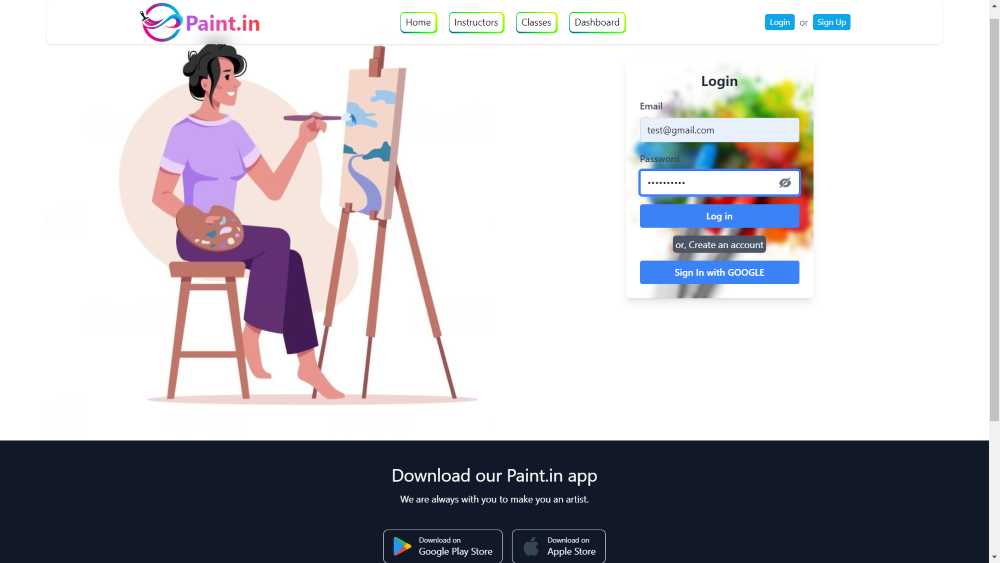 Paint.in
Home
Instructors
Classes
Dashboard
Login or Sign Up
Login
Email
test@gmail.com
Password
••••••••••
Log in
or, Create an account
Sign In with GOOGLE
Download our Paint.in app
We are always with you to make you an artist.
Download on
Google Play Store
Download on
Apple Store